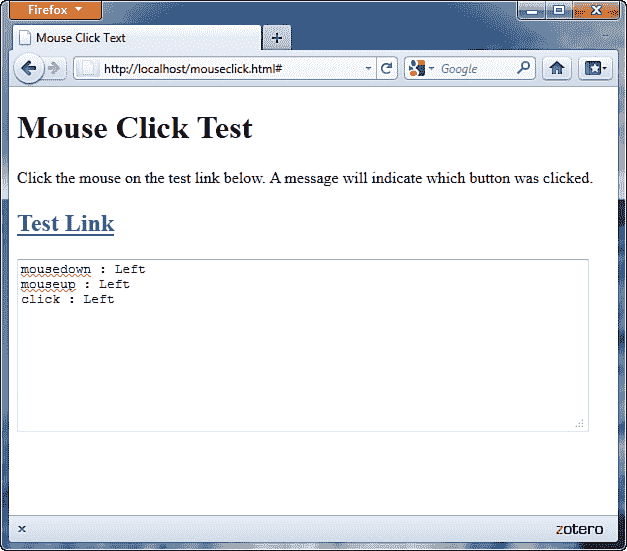 Firefox
Mouse Click Text
http://localhost/mouseclick.html#
Google
Mouse Click Test
Click the mouse on the test link below. A message will indicate which button was clicked.
Test Link
mousedown : Left
mouseup : Left
click : Left
x
zotero